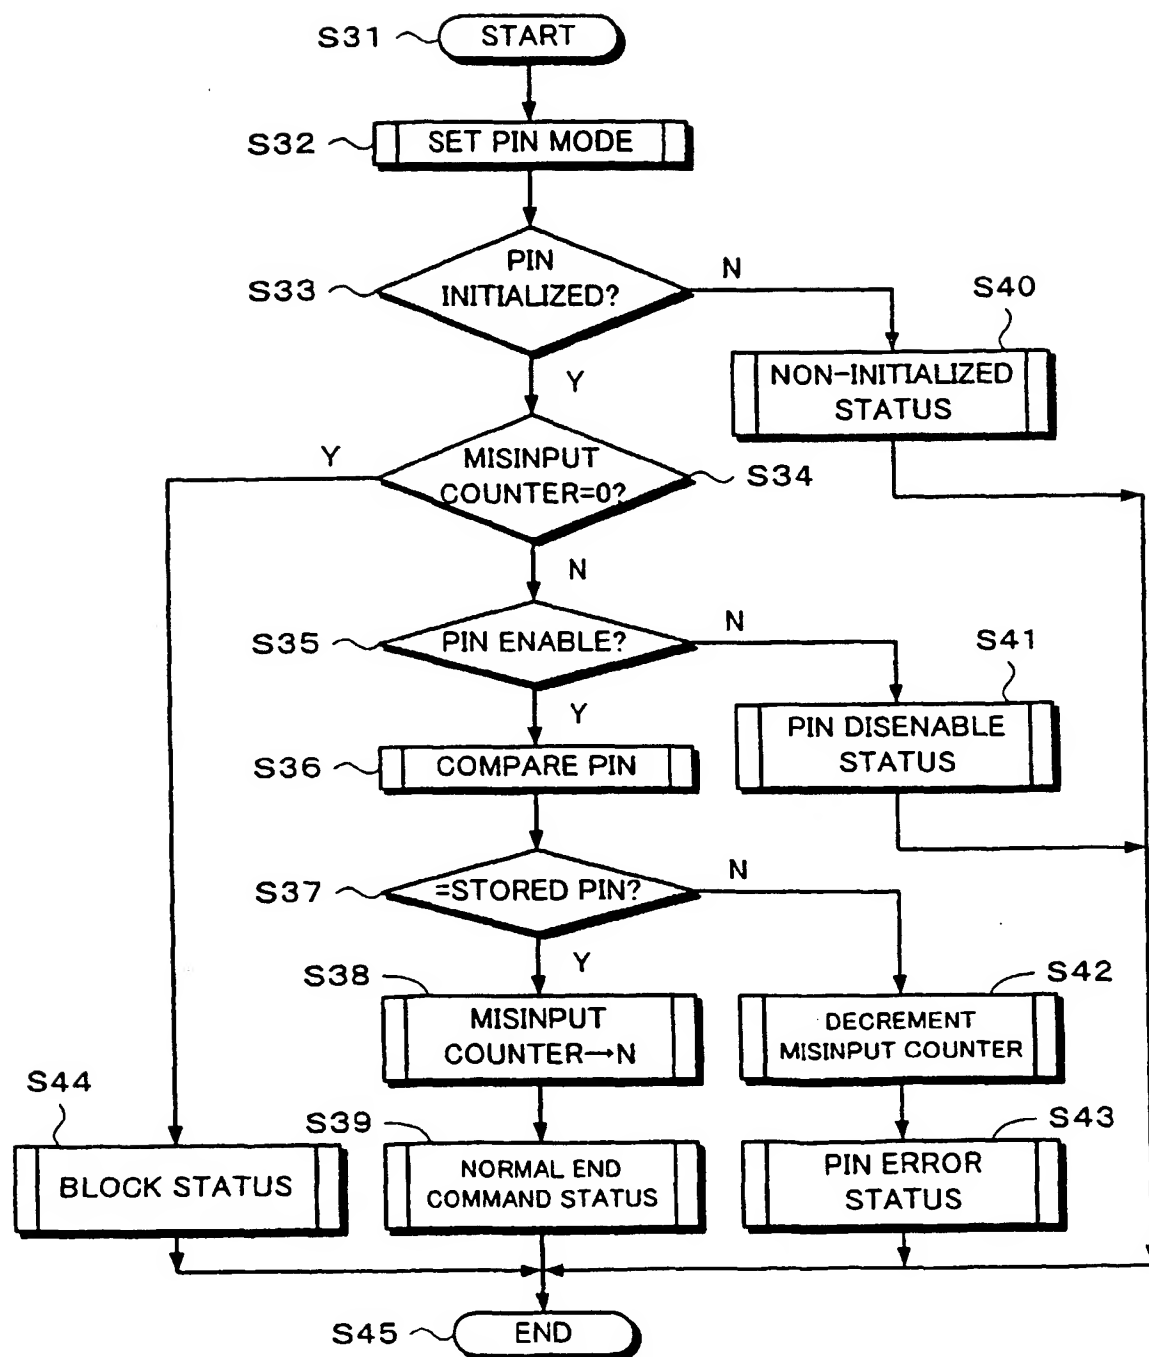 S31
START
S32
SET PIN MODE
S33
PIN
INITIALIZED?
N
S40
NON-INITIALIZED
STATUS
Y
Y
MISINPUT
COUNTER=0?
S34
N
S35
PIN ENABLE?
N
S41
PIN DISENABLE
STATUS
Y
S36
COMPARE PIN
S37
=STORED PIN?
N
Y
S38
MISINPUT
COUNTER→N
S42
DECREMENT
MISINPUT COUNTER
S44
BLOCK STATUS
S39
NORMAL END
COMMAND STATUS
S43
PIN ERROR
STATUS
S45
END